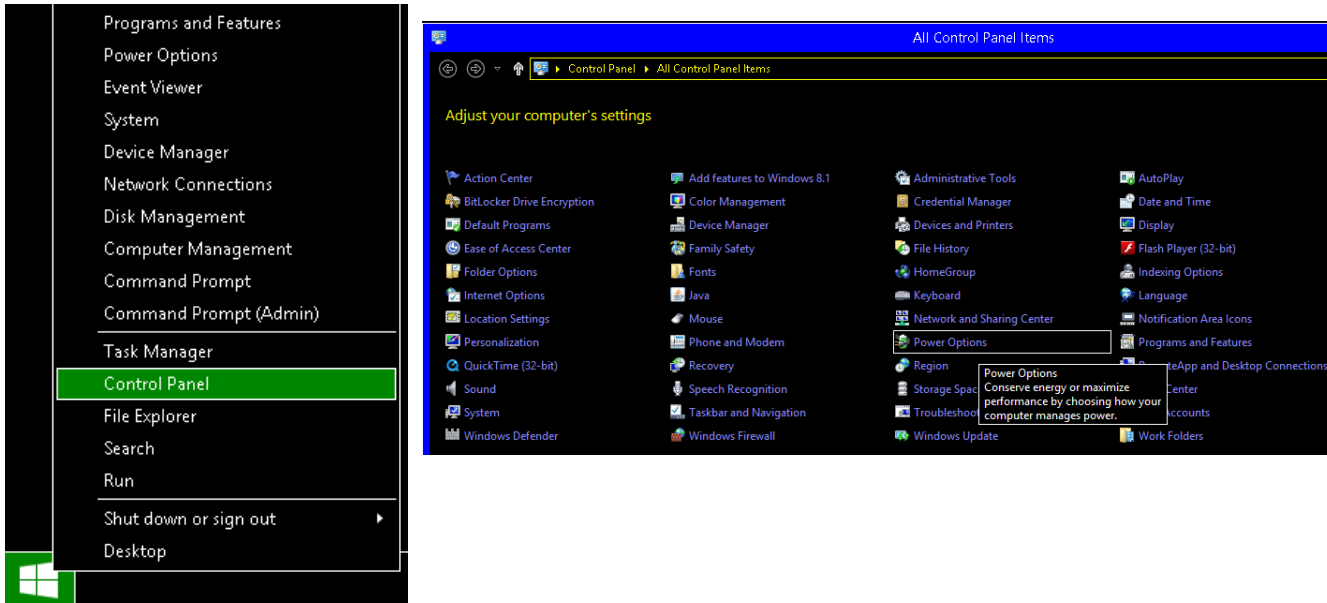 Programs and Features
Power Options
Event Viewer
System
Device Manager
Network Connections
Disk Management
Computer Management
Command Prompt
Command Prompt (Admin)
Task Manager
Control Panel
File Explorer
Search
Run
Shut down or sign out
Desktop
All Control Panel Items
Control Panel All Control Panel Items
Adjust your computer's settings
Action Center Add features to Windows 8.1 Administrative Tools AutoPlay
BitLocker Drive Encryption Color Management Credential Manager Date and Time
Default Programs Device Manager Devices and Printers Display
Ease of Access Center Family Safety File History Flash Player (32-bit)
Folder Options Fonts HomeGroup Indexing Options
Internet Options Java Keyboard Language
Location Settings Mouse Network and Sharing Center Notification Area Icons
Personalization Phone and Modem Power Options Programs and Features
QuickTime (32-bit) Recovery Region teApp and Desktop Connections
Sound Speech Recognition Storage Spac Center
System Taskbar and Navigation Troubleshoot Accounts
Windows Defender Windows Firewall Windows Update Work Folders
Power Options
Conserve energy or maximize
performance by choosing how your
computer manages power.